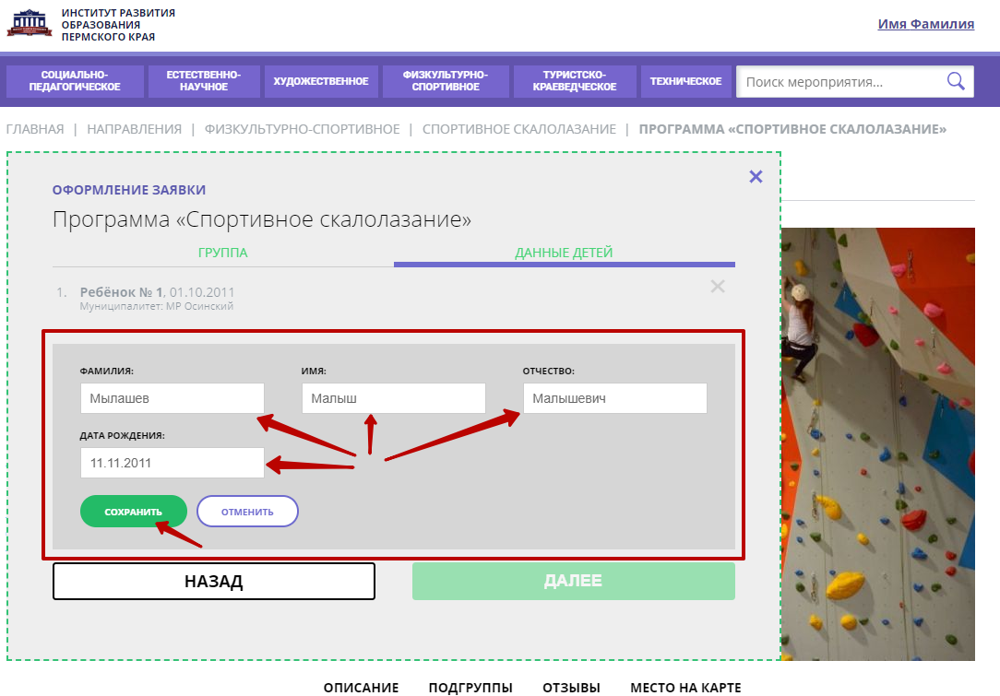 ИНСТИТУТ РАЗВИТИЯ
ОБРАЗОВАНИЯ
ПЕРМСКОГО КРАЯ
Имя Фамилия
СОЦИАЛЬНО-
ПЕДАГОГИЧЕСКОЕ
ЕСТЕСТВЕННО-
НАУЧНОЕ
ХУДОЖЕСТВЕННОЕ
ФИЗКУЛЬТУРНО-
СПОРТИВНОЕ
ТУРИСТСКО-
КРАЕВЕДЧЕСКОЕ
ТЕХНИЧЕСКОЕ
Поиск мероприятия...
ГЛАВНАЯ | НАПРАВЛЕНИЯ | ФИЗКУЛЬТУРНО-СПОРТИВНОЕ | СПОРТИВНОЕ СКАЛОЛАЗАНИЕ | ПРОГРАММА «СПОРТИВНОЕ СКАЛОЛАЗАНИЕ»
ОФОРМЛЕНИЕ ЗАЯВКИ
Программа «Спортивное скалолазание»
ГРУППА
ДАННЫЕ ДЕТЕЙ
1. Ребёнок № 1, 01.10.2011
Муниципалитет: МР Осинский
ФАМИЛИЯ:
ИМЯ:
ОТЧЕСТВО:
Мылашев
Малыш
Малышевич
ДАТА РОЖДЕНИЯ:
11.11.2011
СОХРАНИТЬ
ОТМЕНИТЬ
НАЗАД
ДАЛЕЕ
ОПИСАНИЕ
ПОДГРУППЫ
ОТЗЫВЫ
МЕСТО НА КАРТЕ